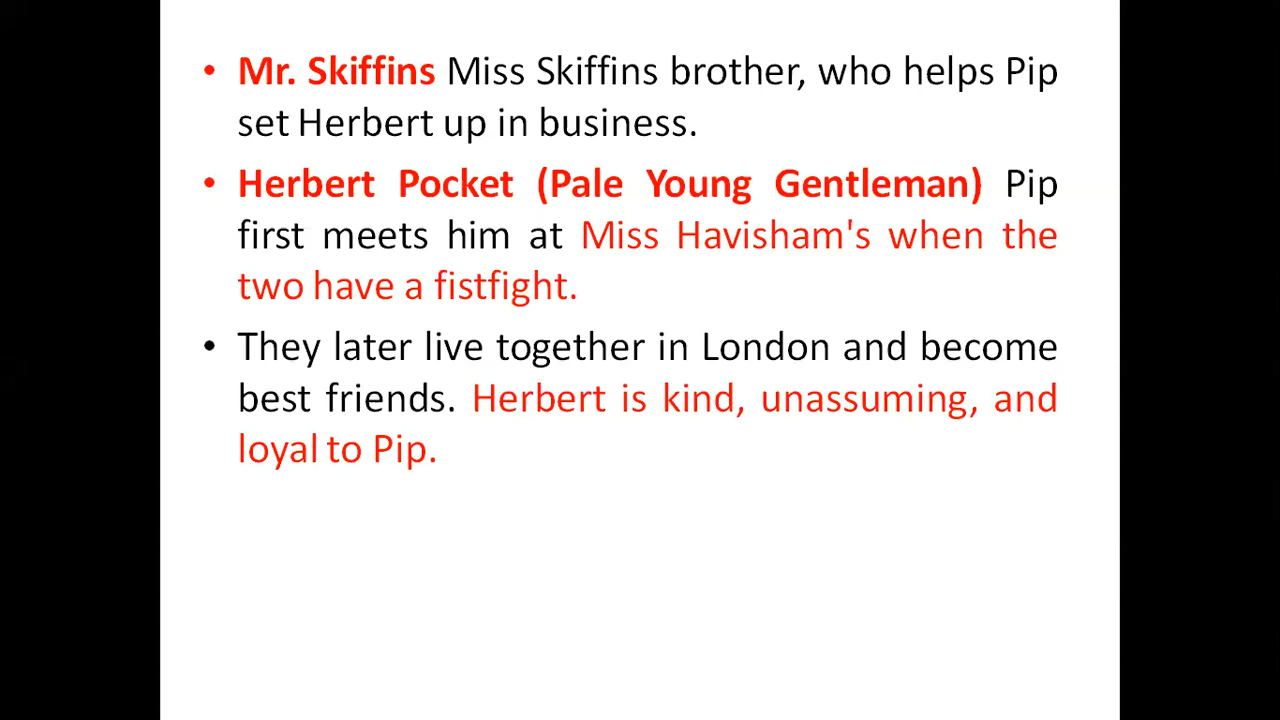 • Mr. Skiffins Miss Skiffins brother, who helps Pip
set Herbert up in business.
• Herbert Pocket (Pale Young Gentleman) Pip
first meets him at Miss Havisham's when the
two have a fistfight.
• They later live together in London and become
best friends. Herbert is kind, unassuming, and
loyal to Pip.